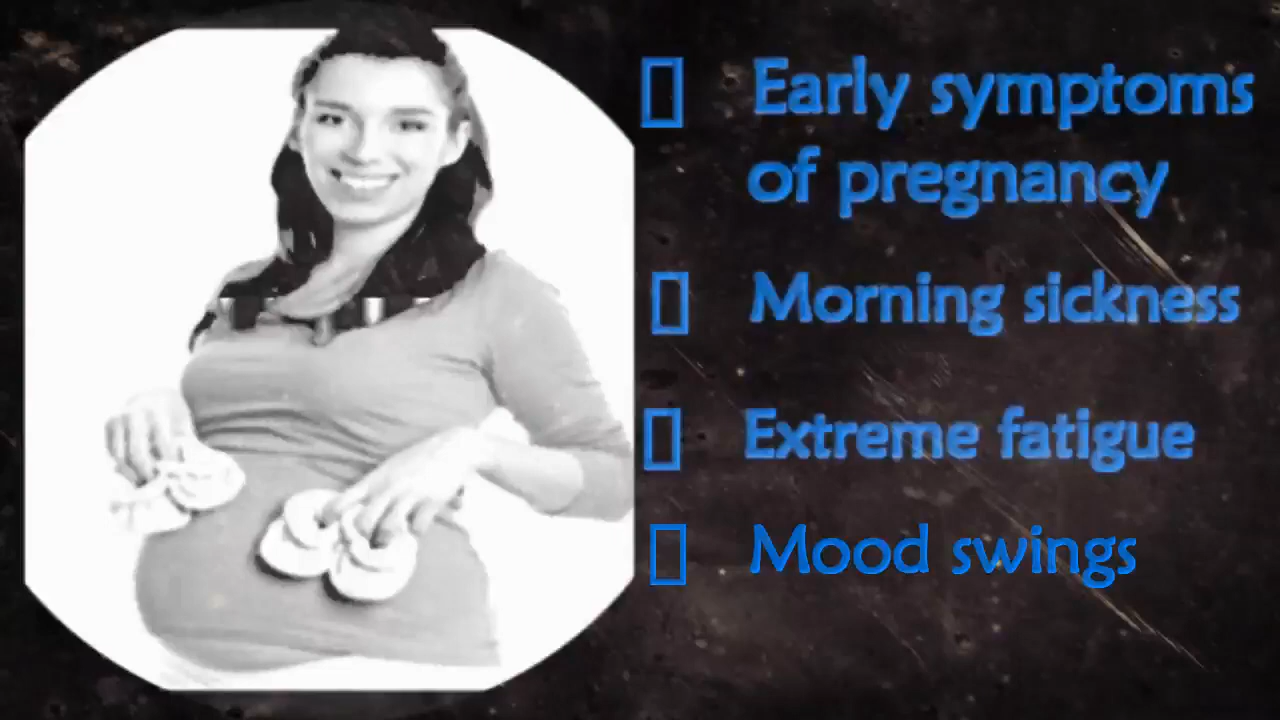 Early symptoms
of pregnancy
Morning sickness
Extreme fatigue
Mood swings